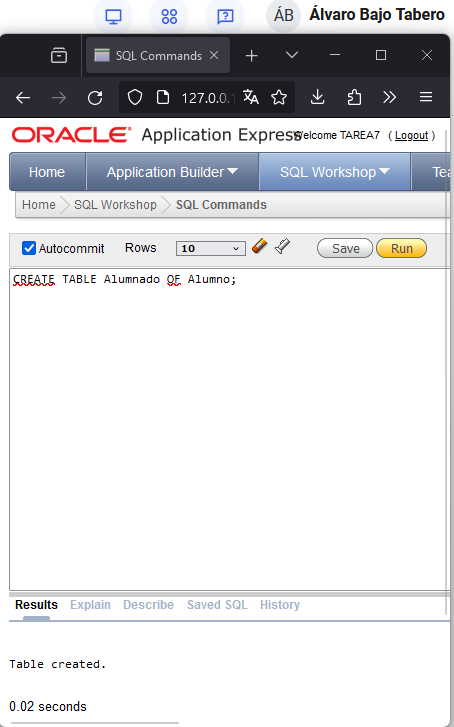 ÁB Álvaro Bajo Tabero
SQL Commands
127.0.0.1
ORACLE Application Express Welcome TAREA7 ( Logout )
Home Application Builder SQL Workshop
Home SQL Workshop SQL Commands
Autocommit Rows 10 Save Run
CREATE TABLE Alumnado OF Alumno;
Results Explain Describe Saved SQL History
Table created.
0.02 seconds